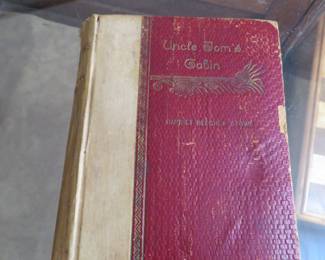 Uncle Tom's
Cabin
HARRIET BEECHER STOWE